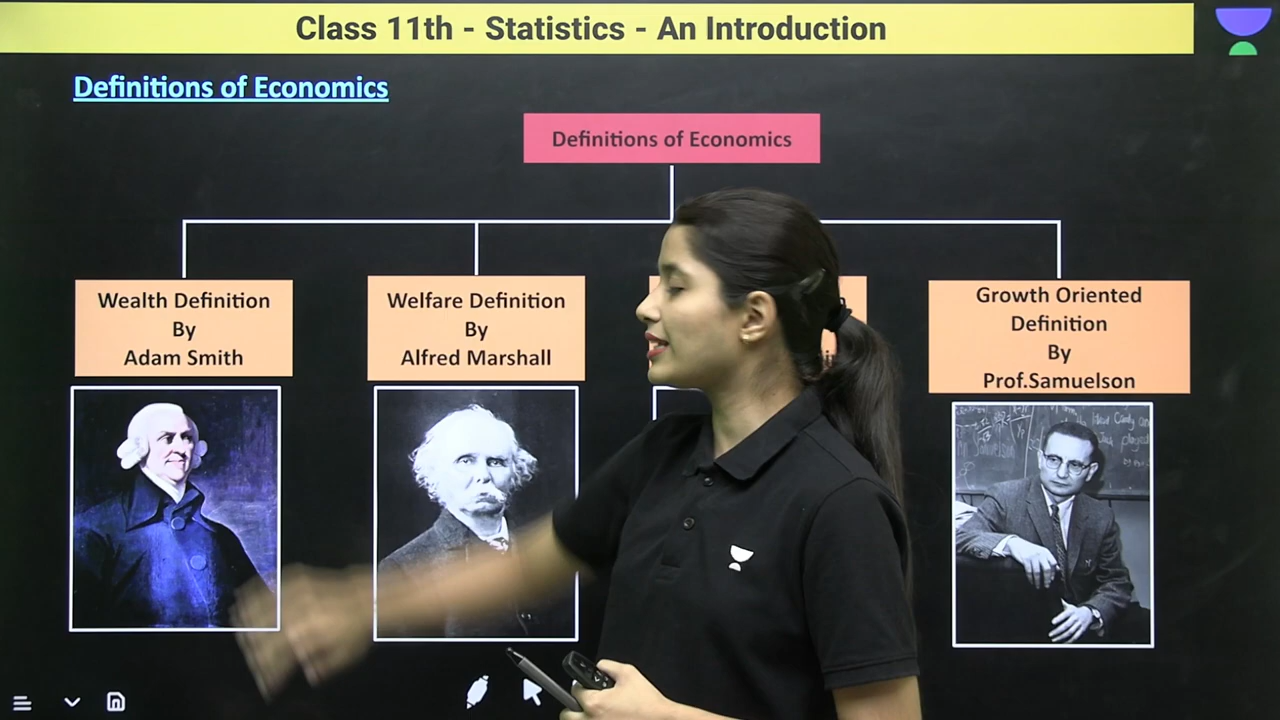 Class 11th - Statistics - An Introduction
Definitions of Economics
Definitions of Economics
Wealth Definition
By
Adam Smith
Welfare Definition
By
Alfred Marshall
Growth Oriented
Definition
By
Prof.Samuelson